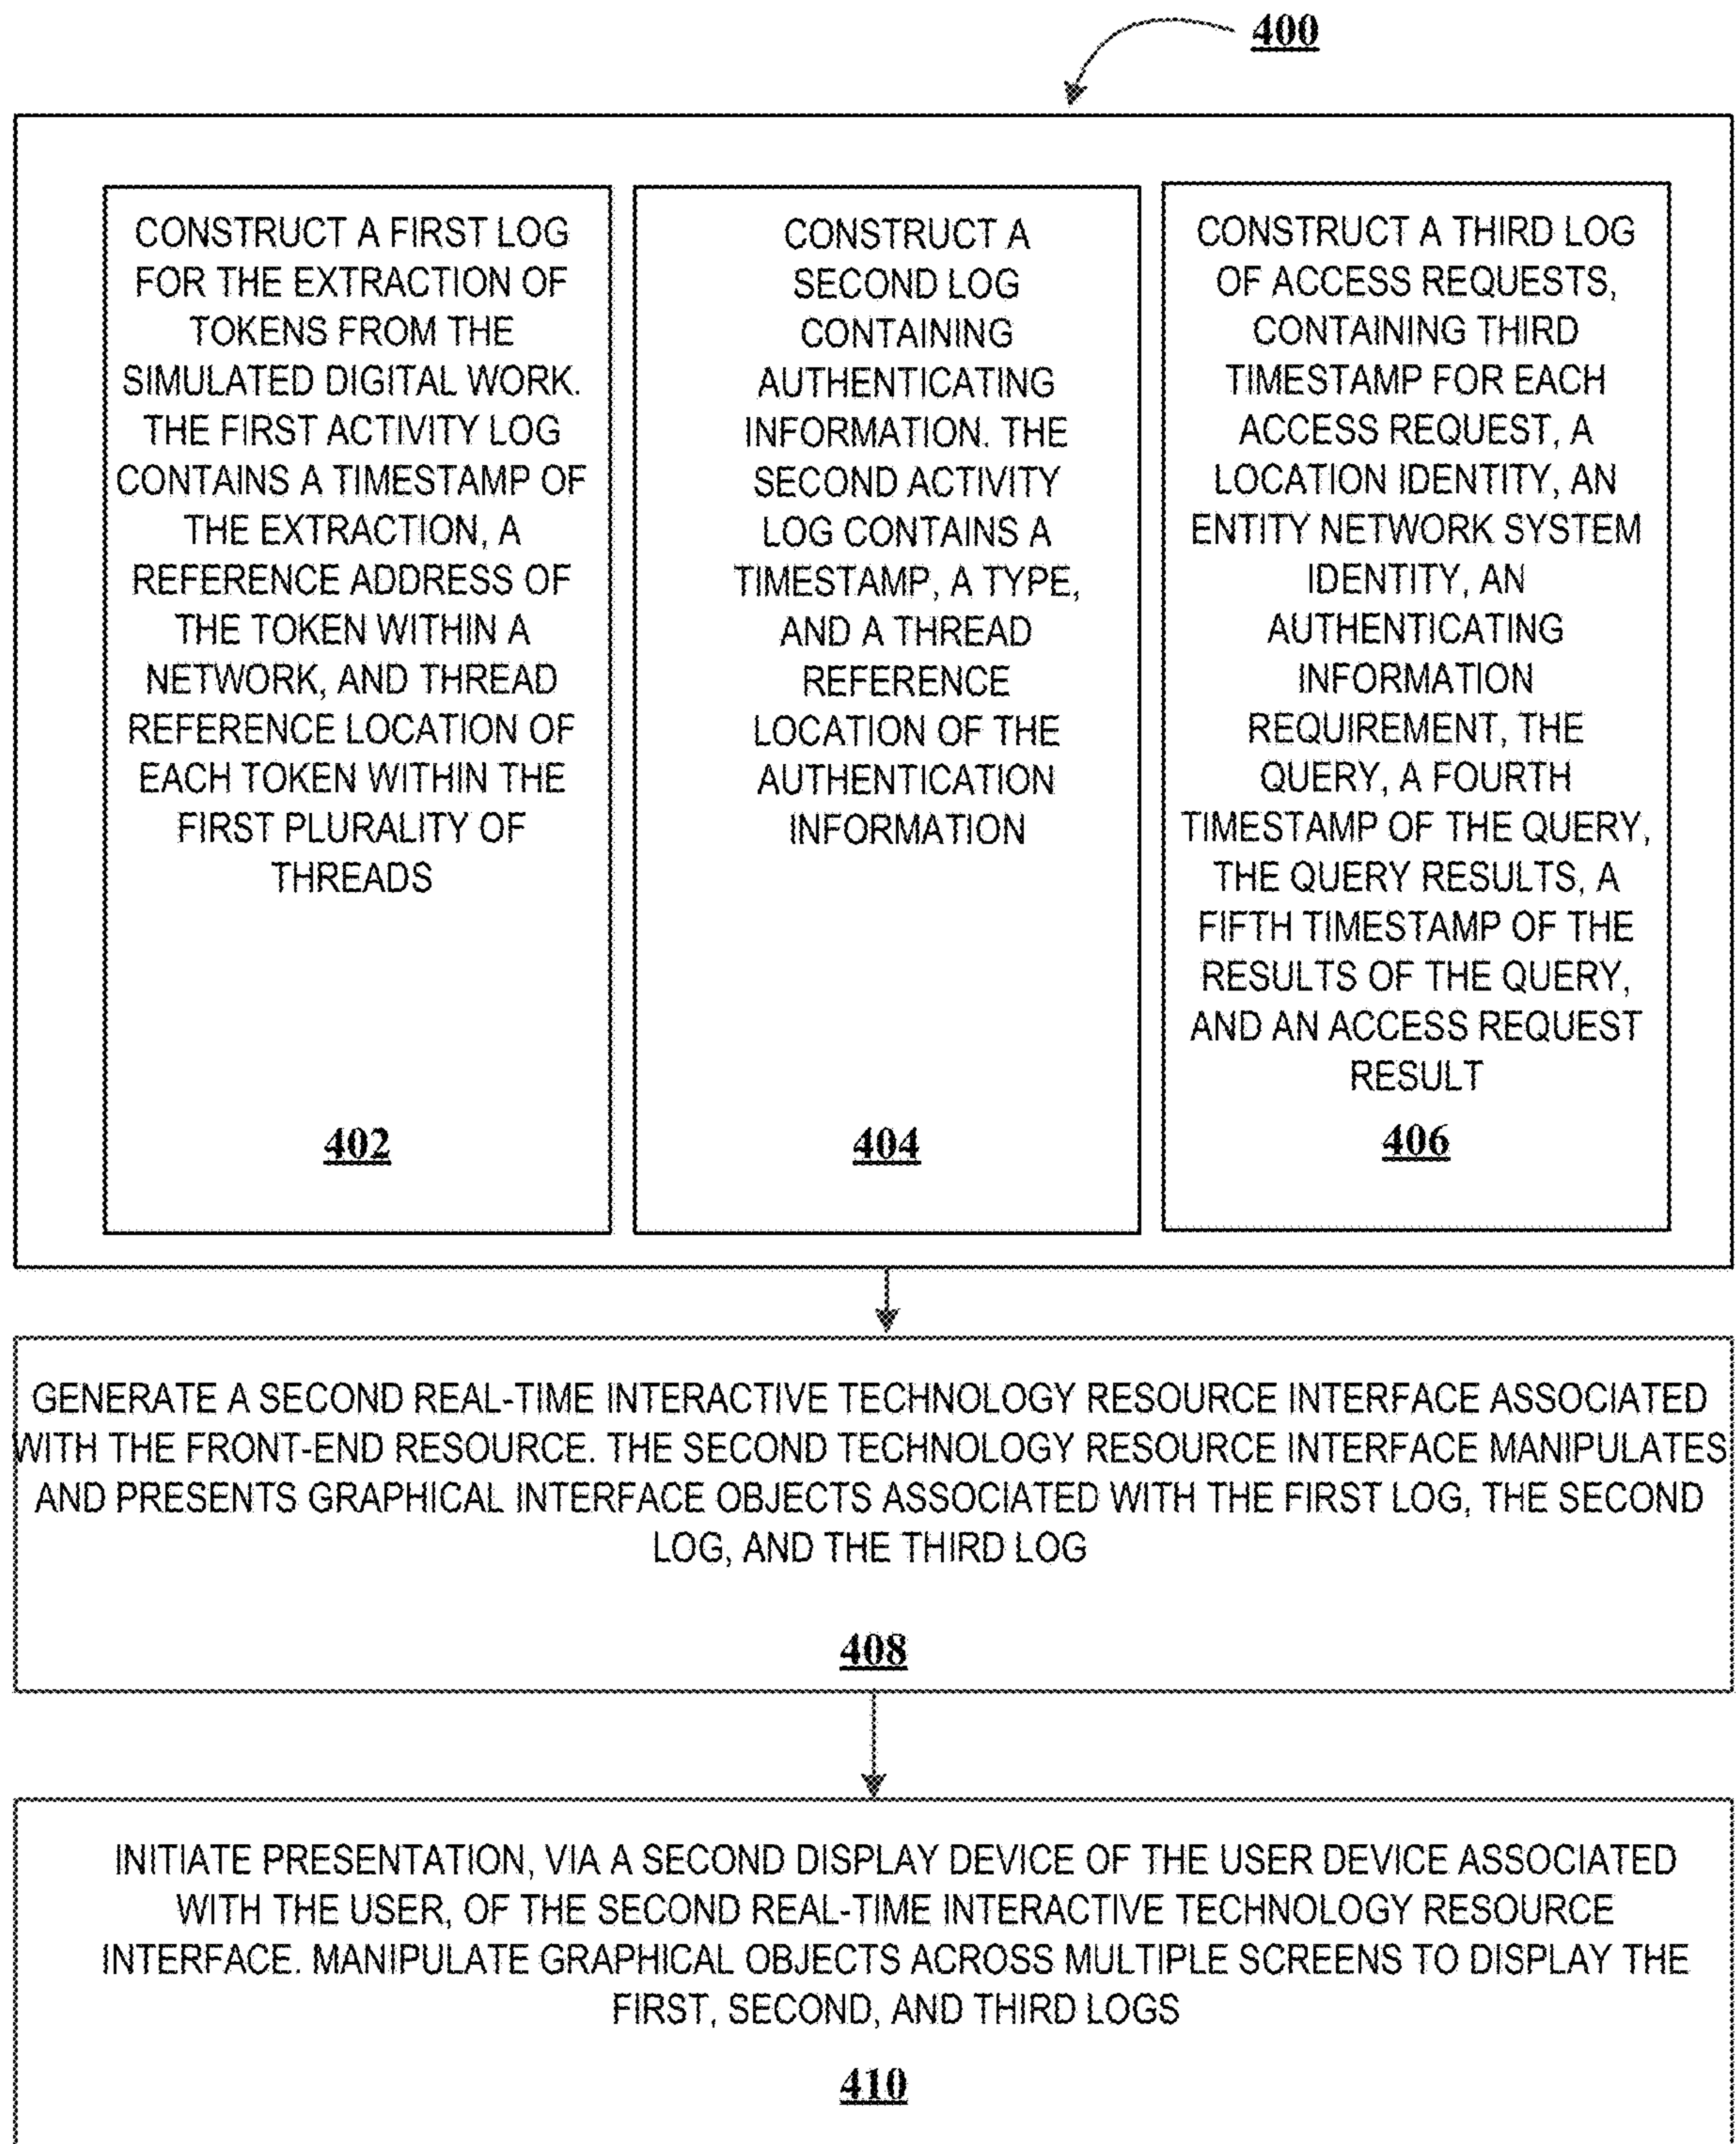 400
CONSTRUCT A FIRST LOG
FOR THE EXTRACTION OF
TOKENS FROM THE
SIMULATED DIGITAL WORK.
THE FIRST ACTIVITY LOG
CONTAINS A TIMESTAMP OF
THE EXTRACTION, A
REFERENCE ADDRESS OF
THE TOKEN WITHIN A
NETWORK, AND THREAD
REFERENCE LOCATION OF
EACH TOKEN WITHIN THE
FIRST PLURALITY OF
THREADS
402
CONSTRUCT A
SECOND LOG
CONTAINING
AUTHENTICATING
INFORMATION. THE
SECOND ACTIVITY
LOG CONTAINS A
TIMESTAMP, A TYPE,
AND A THREAD
REFERENCE
LOCATION OF THE
AUTHENTICATION
INFORMATION
404
CONSTRUCT A THIRD LOG
OF ACCESS REQUESTS,
CONTAINING THIRD
TIMESTAMP FOR EACH
ACCESS REQUEST, A
LOCATION IDENTITY, AN
ENTITY NETWORK SYSTEM
IDENTITY, AN
AUTHENTICATING
INFORMATION
REQUIREMENT, THE
QUERY, A FOURTH
TIMESTAMP OF THE QUERY,
THE QUERY RESULTS, A
FIFTH TIMESTAMP OF THE
RESULTS OF THE QUERY,
AND AN ACCESS REQUEST
RESULT
406
GENERATE A SECOND REAL-TIME INTERACTIVE TECHNOLOGY RESOURCE INTERFACE ASSOCIATED
WITH THE FRONT-END RESOURCE. THE SECOND TECHNOLOGY RESOURCE INTERFACE MANIPULATES
AND PRESENTS GRAPHICAL INTERFACE OBJECTS ASSOCIATED WITH THE FIRST LOG, THE SECOND
LOG, AND THE THIRD LOG
408
INITIATE PRESENTATION, VIA A SECOND DISPLAY DEVICE OF THE USER DEVICE ASSOCIATED
WITH THE USER, OF THE SECOND REAL-TIME INTERACTIVE TECHNOLOGY RESOURCE
INTERFACE. MANIPULATE GRAPHICAL OBJECTS ACROSS MULTIPLE SCREENS TO DISPLAY THE
FIRST, SECOND, AND THIRD LOGS
410